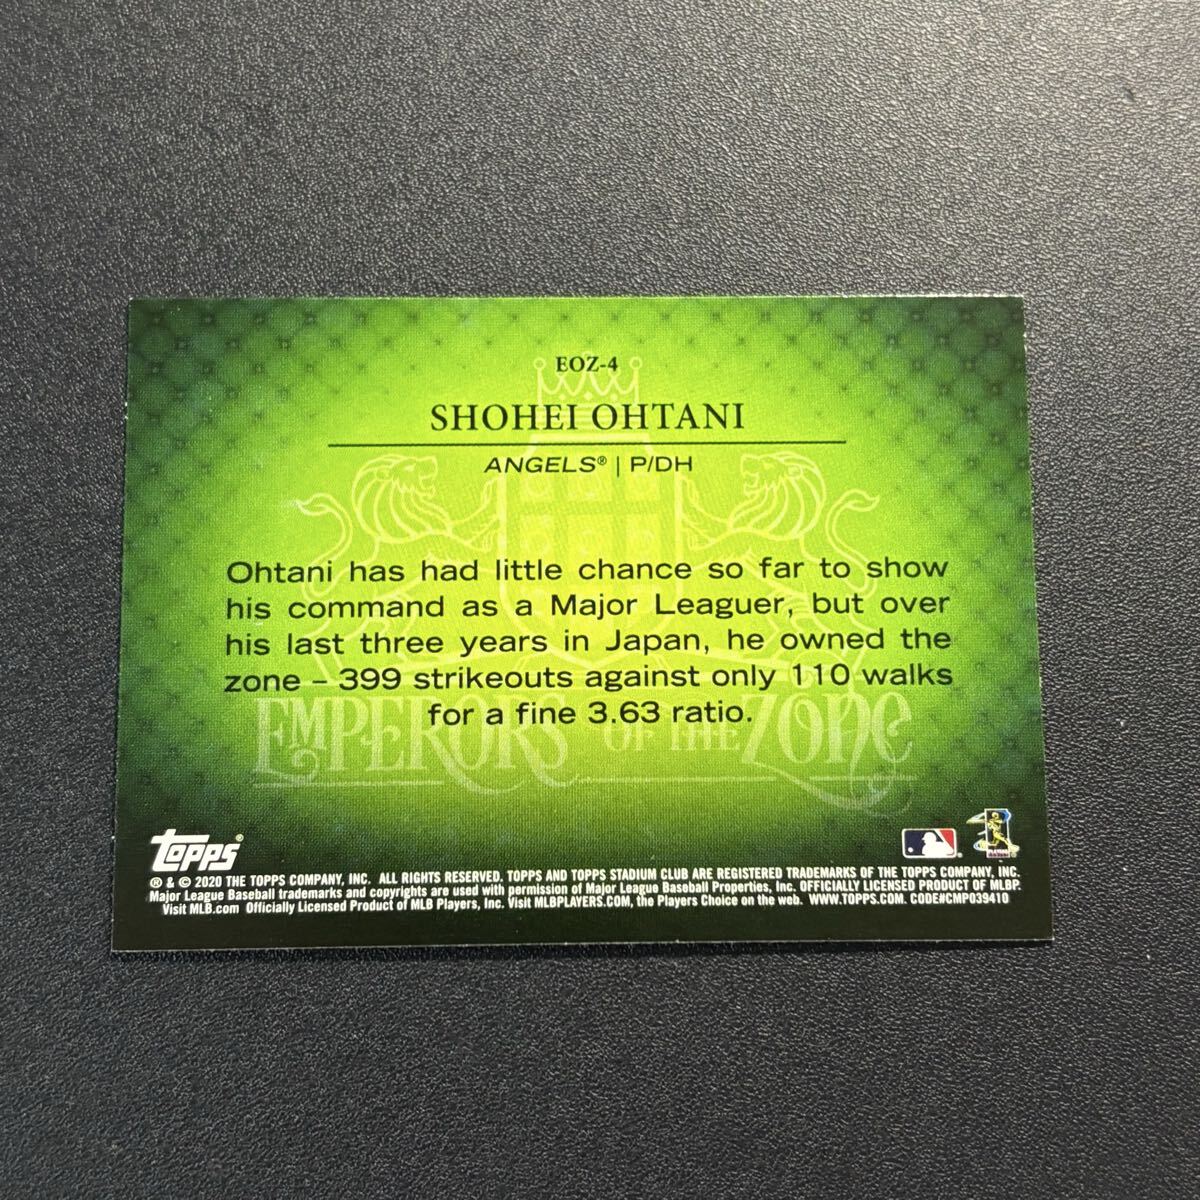 EOZ-4
SHOHEI OHTANI
ANGELS® | P/DH
Ohtani has had little chance so far to show
his command as a Major Leaguer, but over
his last three years in Japan, he owned the
zone – 399 strikeouts against only 110 walks
for a fine 3.63 ratio.
EMPERORS OF THE ZONE
Topps®
® & © 2020 THE TOPPS COMPANY, INC. ALL RIGHTS RESERVED. TOPPS AND TOPPS STADIUM CLUB ARE REGISTERED TRADEMARKS OF THE TOPPS COMPANY, INC.
Major League Baseball trademarks and copyrights are used with permission of Major League Baseball Properties, Inc. OFFICIALLY LICENSED PRODUCT OF MLBP.
Visit MLB.com Officially Licensed Product of MLB Players, Inc. Visit MLBPLAYERS.COM, the Players Choice on the web. WWW.TOPPS.COM. CODE#CMP039410